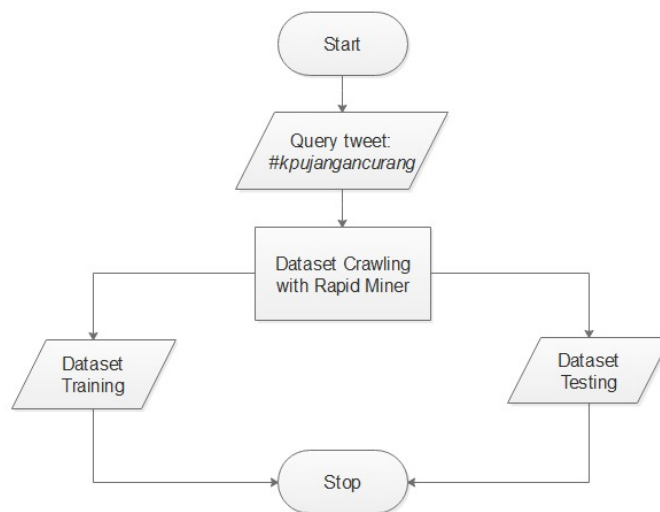 Start
Query tweet:
#kpujangancurang
Dataset Crawling
with Rapid Miner
Dataset
Training
Dataset
Testing
Stop